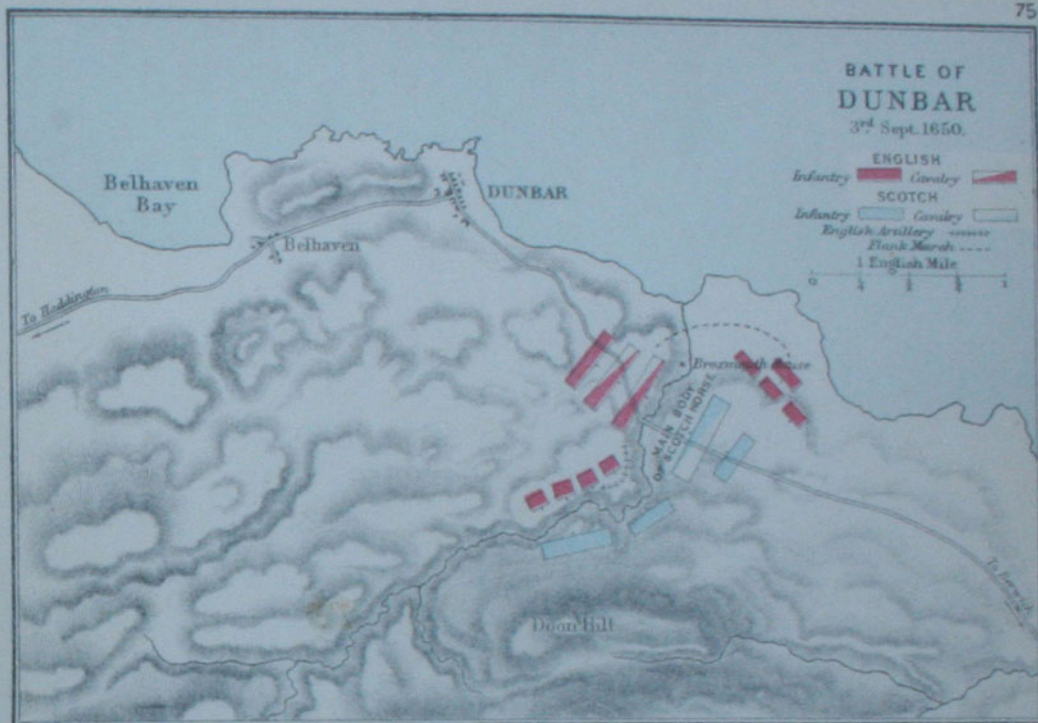 75
BATTLE OF
DUNBAR
3rd Sept. 1650.
ENGLISH
Infantry Cavalry
SCOTCH
Infantry Cavalry
English Artillery
Flank March
1 English Mile
0 1
Belhaven
Bay
DUNBAR
Belhaven
To Haddington
Broxmouth House
MAIN BODY
OF SCOTCH HORSE
Doon Hill
To Berwick